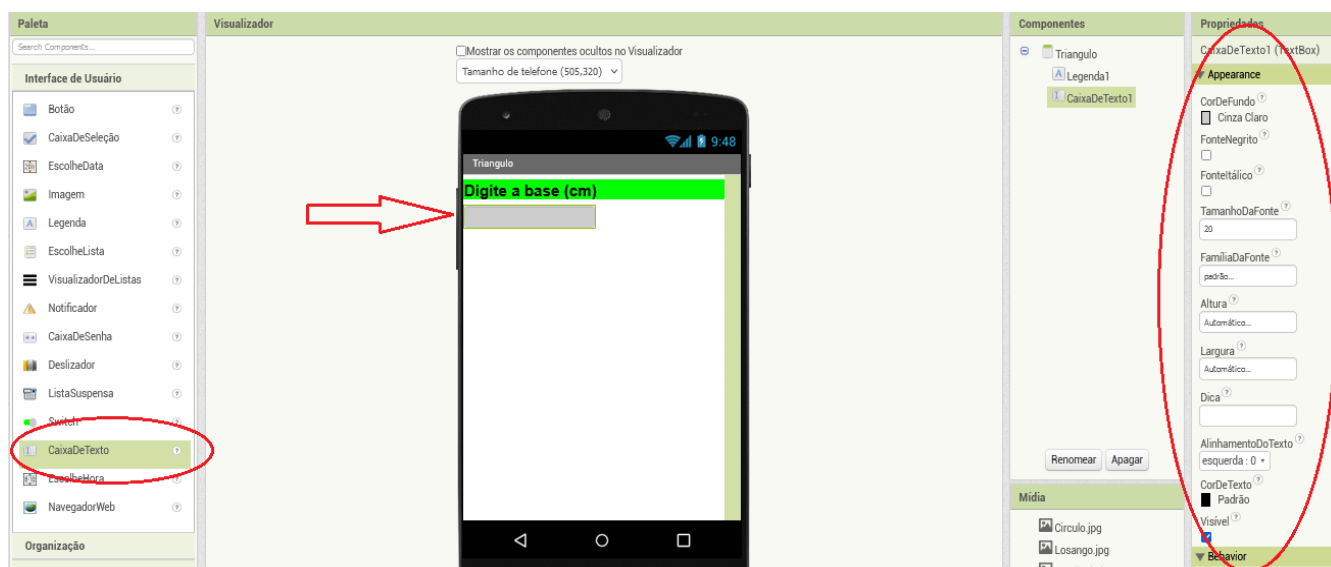 Paleta
Search Components...
Interface de Usuário
Botão
CaixaDeSeleção
EscolheData
Imagem
Legenda
EscolheLista
VisualizadorDeListas
Notificador
CaixaDeSenha
Deslizador
ListaSuspensa
Switch
CaixaDeTexto
EscolheHora
NavegadorWeb
Organização
Visualizador
Mostrar os componentes ocultos no Visualizador
Tamanho de telefone (505,320)
9:48
Triangulo
Digite a base (cm)
Componentes
Triangulo
Legenda1
CaixaDeTexto1
Renomear Apagar
Mídia
Circulo.jpg
Losango.jpg
Propriedades
CaixaDeTexto1 (TextBox)
Appearance
CorDeFundo
Cinza Claro
FonteNegrito
FonteItálico
TamanhoDaFonte
20
FamíliaDaFonte
padrão...
Altura
Automático...
Largura
Automático...
Dica
AlinhamentoDoTexto
esquerda : 0
CorDeTexto
Padrão
Visível
Behavior